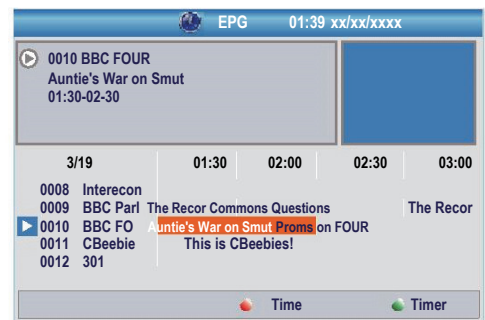 EPG 01:39 xx/xx/xxxx
0010 BBC FOUR
Auntie's War on Smut
01:30-02-30
3/19 01:30 02:00 02:30 03:00
0008 Interecon
0009 BBC Parl The Recor Commons Questions The Recor
0010 BBC FO Auntie's War on Smut Proms on FOUR
0011 CBeebie This is CBeebies!
0012 301
Time Timer